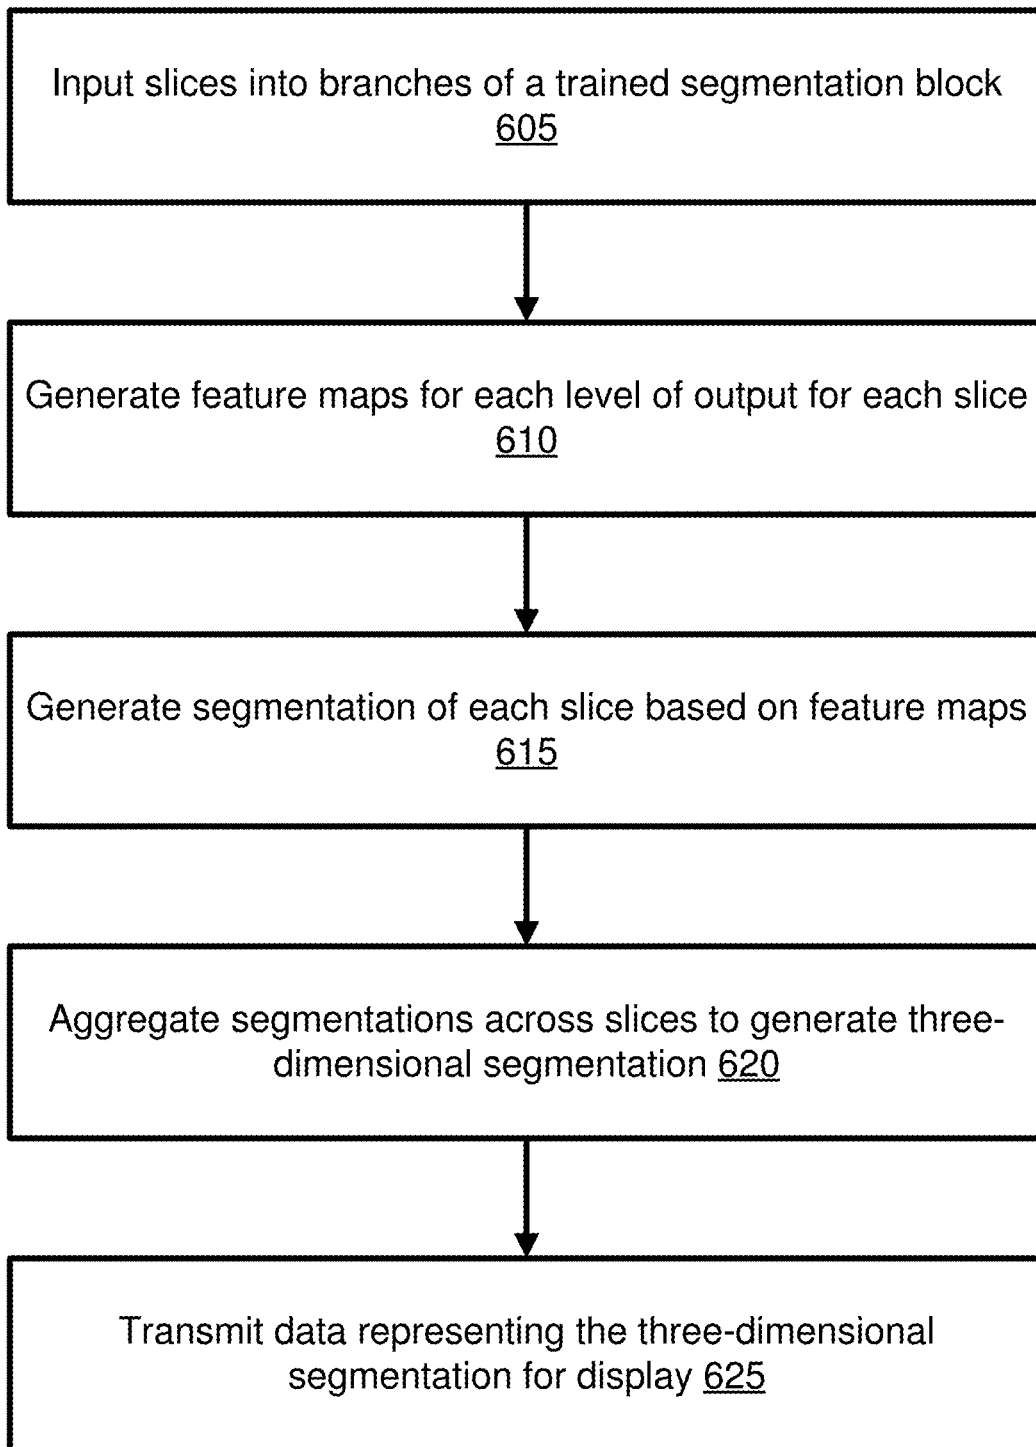 Input slices into branches of a trained segmentation block
605
Generate feature maps for each level of output for each slice
610
Generate segmentation of each slice based on feature maps
615
Aggregate segmentations across slices to generate three-
dimensional segmentation 620
Transmit data representing the three-dimensional
segmentation for display 625